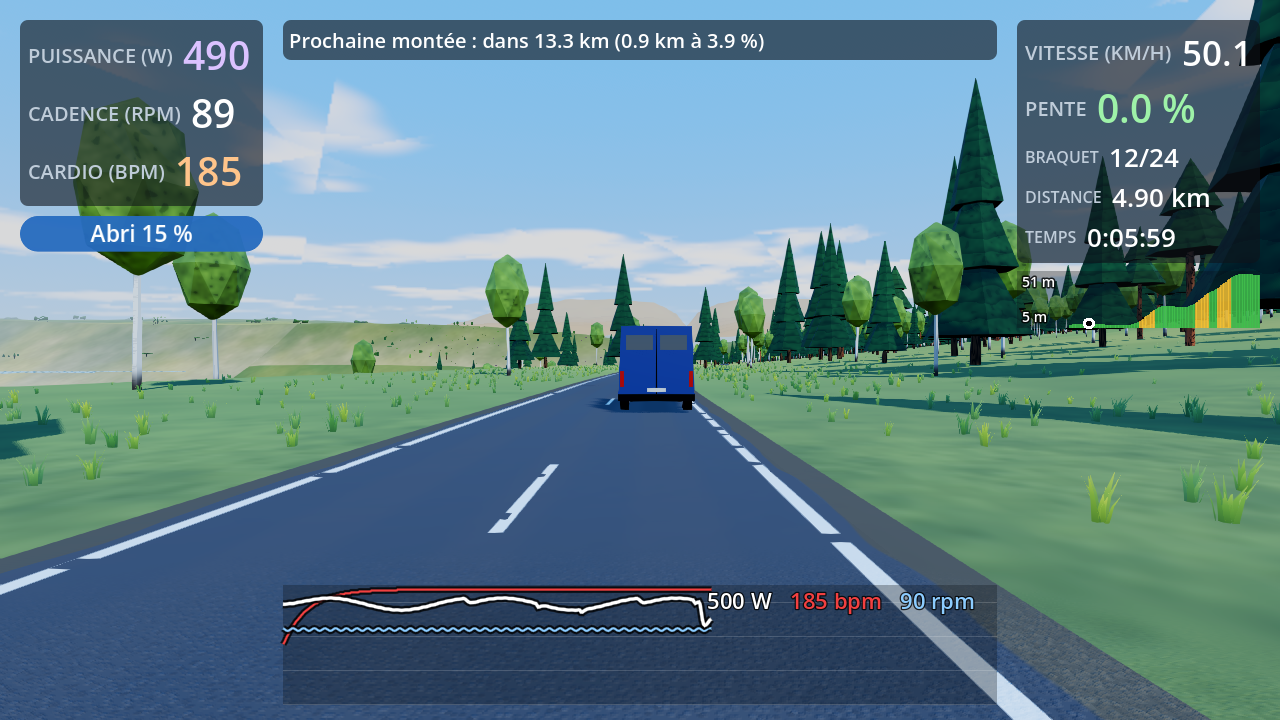 PUISSANCE (W) 490
CADENCE (RPM) 89
CARDIO (BPM) 185
Abri 15 %
Prochaine montée : dans 13.3 km (0.9 km à 3.9 %)
VITESSE (KM/H) 50.1
PENTE 0.0 %
BRAQUET 12/24
DISTANCE 4.90 km
TEMPS 0:05:59
51 m
5 m
500 W 185 bpm 90 rpm